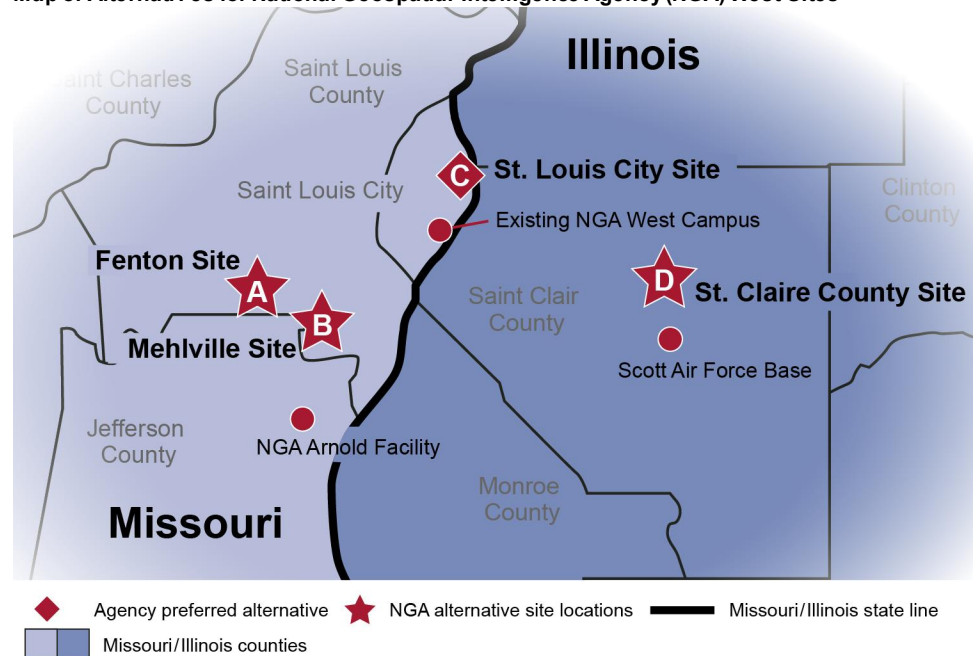 Illinois
Saint Louis
County
County
C
St. Louis City Site
Saint Louis City
Clinton
County
Existing NGA West Campus
Fenton Site
A
D
St. Claire County Site
Saint Clair
County
B
Mehlville Site
Scott Air Force Base
NGA Arnold Facility
Jefferson
County
Monroe
County
Missouri
Agency preferred alternative
NGA alternative site locations
Missouri/Illinois state line
Missouri/Illinois counties